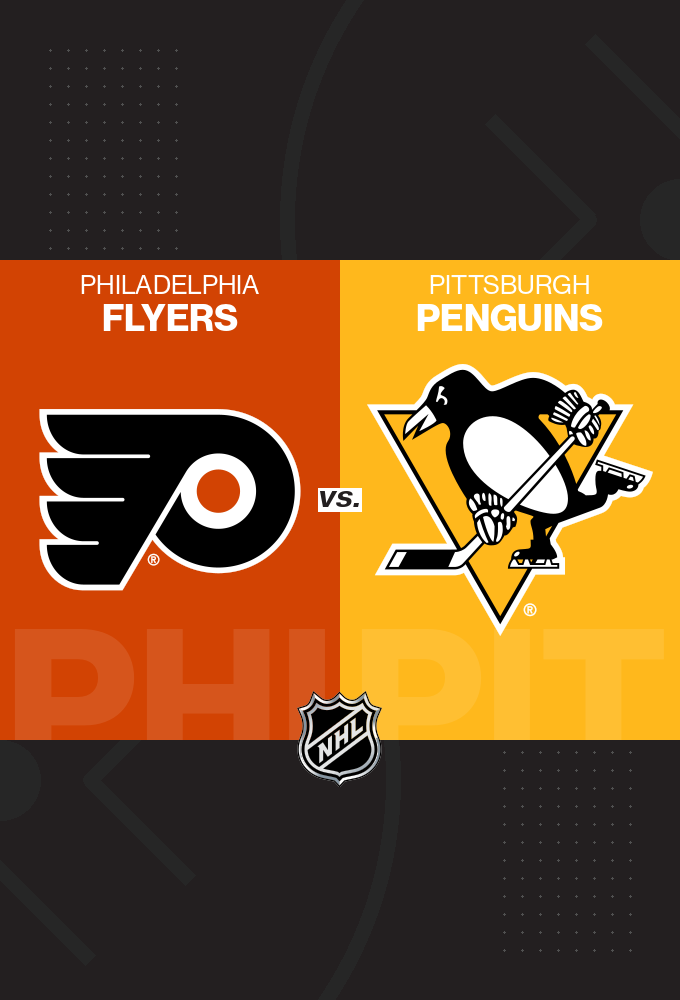 PHILADELPHIA
FLYERS
PITTSBURGH
PENGUINS
vs.
®
®
PHI
PIT
NHL